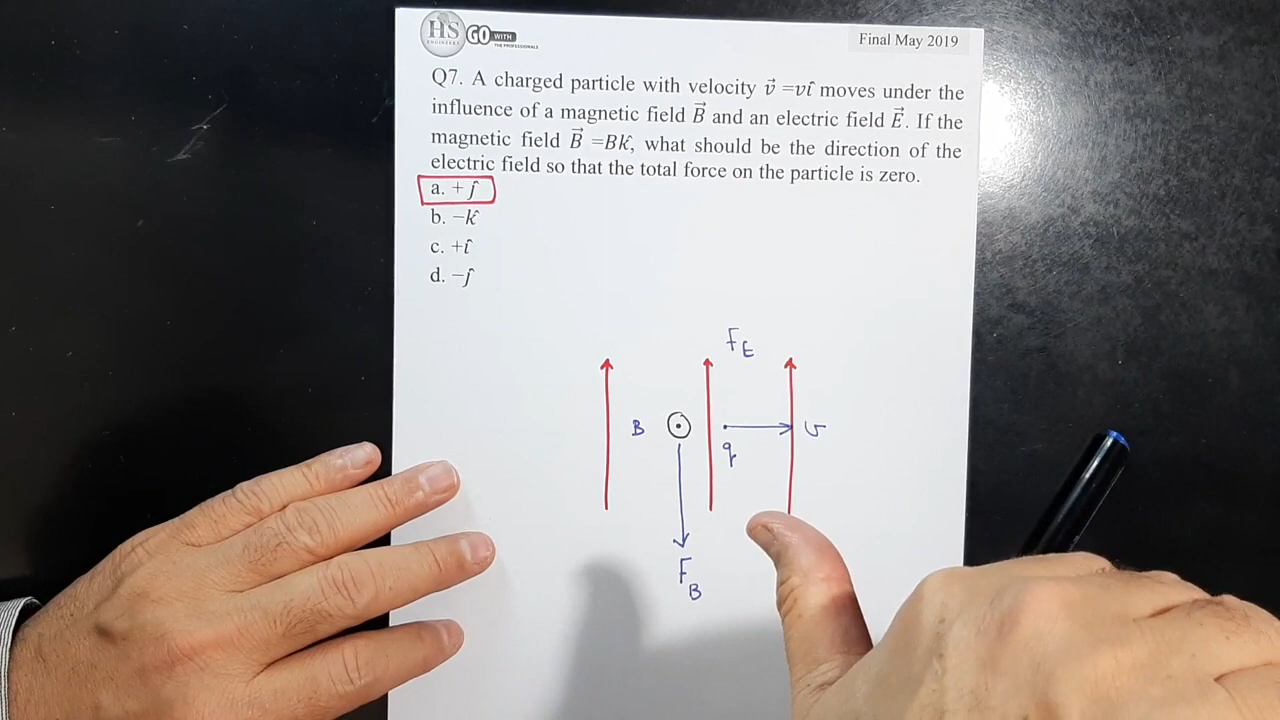 HS GO WITH
ENGINEERS THE PROFESSIONALS
Final May 2019
Q7. A charged particle with velocity v⃗ =vî moves under the
influence of a magnetic field B⃗ and an electric field E⃗. If the
magnetic field B⃗ =Bk̂, what should be the direction of the
electric field so that the total force on the particle is zero.
a. +ĵ
b. −k̂
c. +î
d. −ĵ
F_E
B v
q
F_B